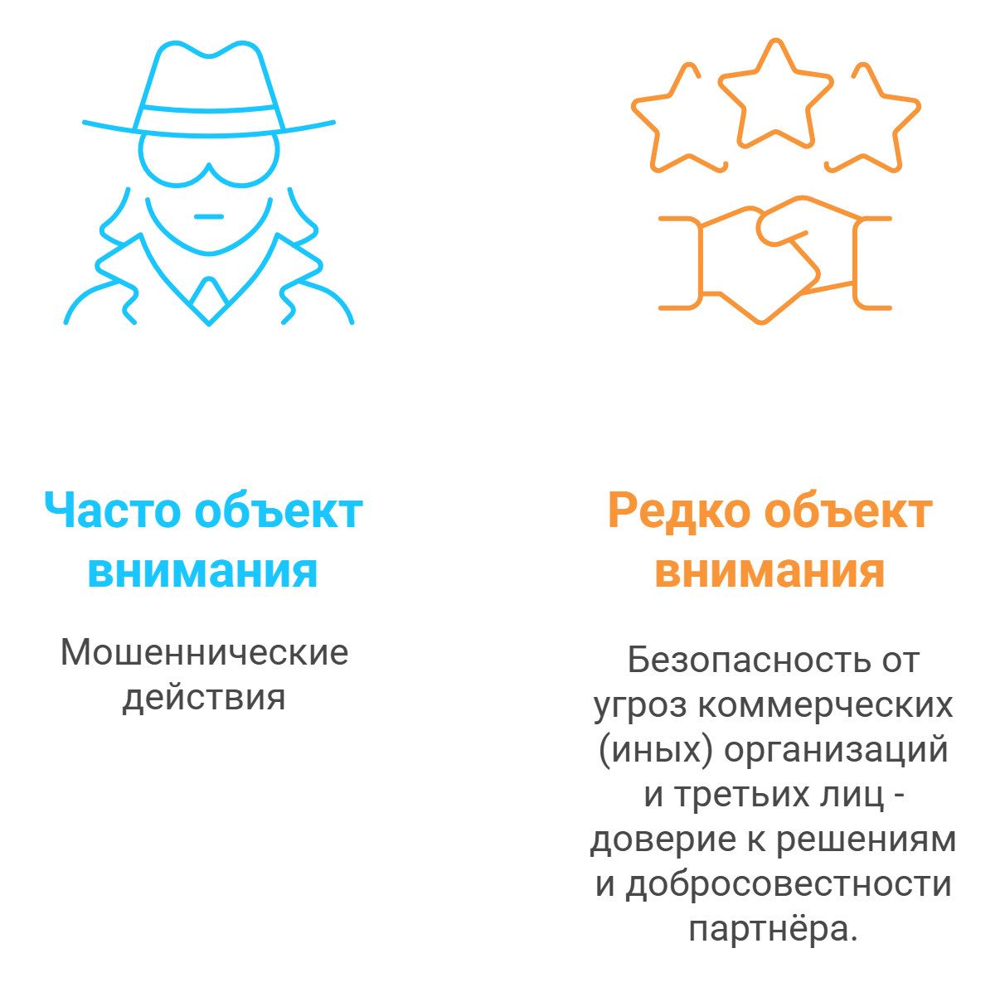 Часто объект
внимания
Мошеннические
действия
Редко объект
внимания
Безопасность от
угроз коммерческих
(иных) организаций
и третьих лиц -
доверие к решениям
и добросовестности
партнёра.